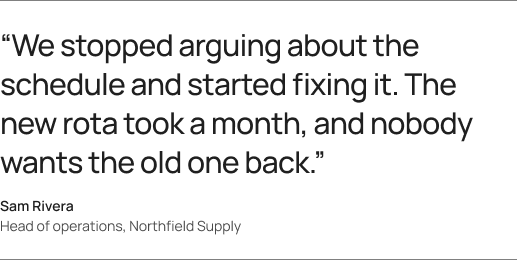 “We stopped arguing about the
schedule and started fixing it. The
new rota took a month, and nobody
wants the old one back.”
Sam Rivera
Head of operations, Northfield Supply